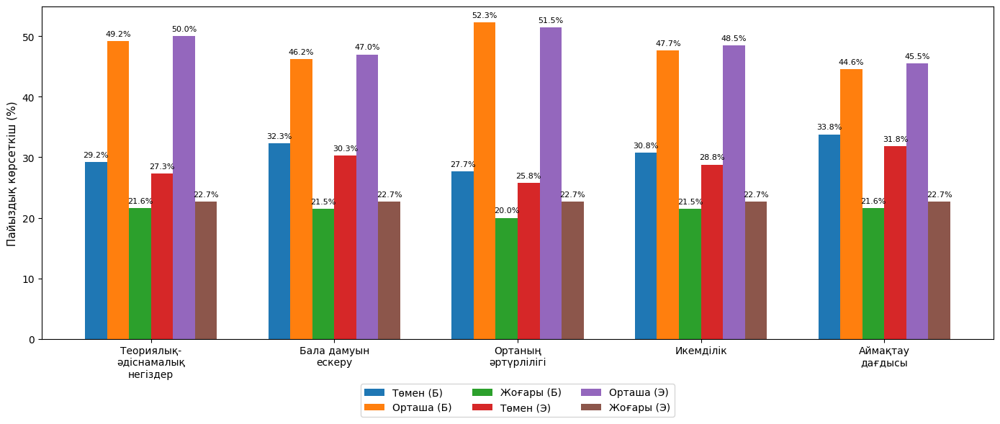 Пайыздық көрсеткіш (%)
50
40
30
20
10
0
29.2%
49.2%
21.6%
27.3%
50.0%
22.7%
32.3%
46.2%
21.5%
30.3%
47.0%
22.7%
27.7%
52.3%
20.0%
25.8%
51.5%
22.7%
30.8%
47.7%
21.5%
28.8%
48.5%
22.7%
33.8%
44.6%
21.6%
31.8%
45.5%
22.7%
Теориялық-
әдіснамалық
негіздер
Бала дамуын
ескеру
Ортаның
әртүрлілігі
Икемділік
Аймақтау
дағдысы
Төмен (Б)
Орташа (Б)
Жоғары (Б)
Төмен (Э)
Орташа (Э)
Жоғары (Э)